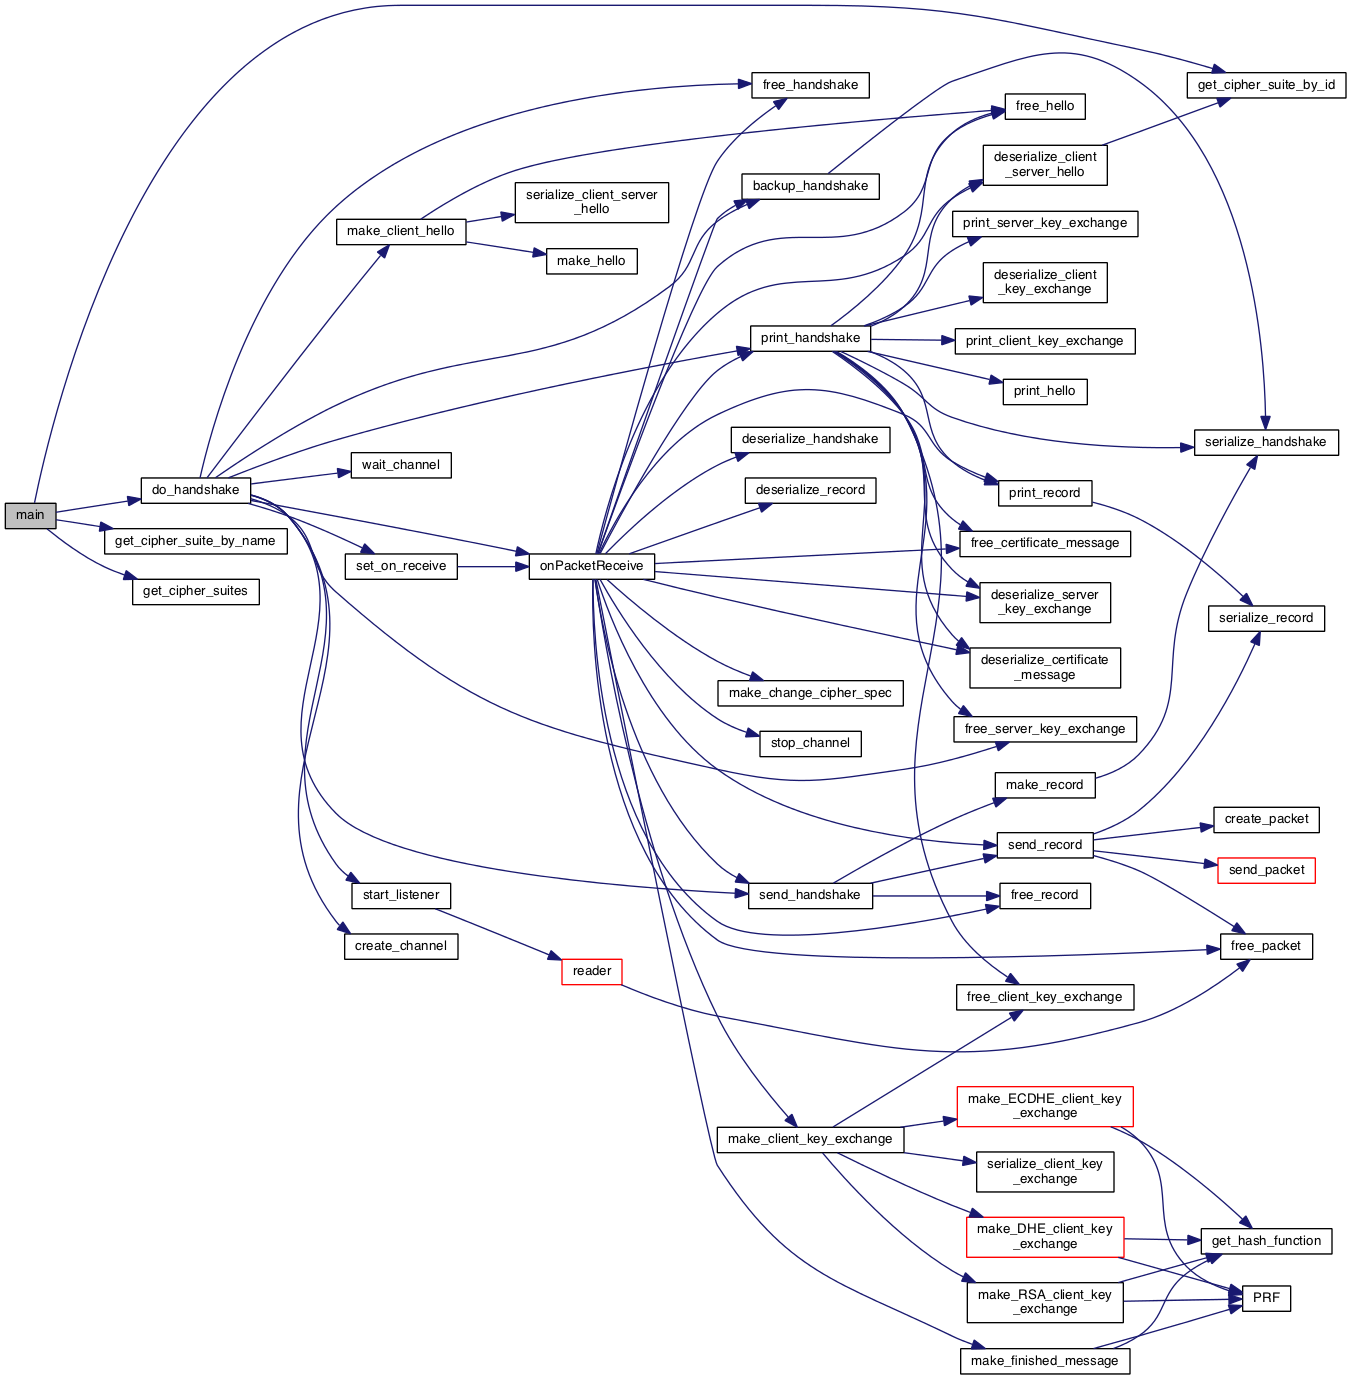 main
do_handshake
get_cipher_suite_by_name
get_cipher_suites
make_client_hello
wait_channel
set_on_receive
start_listener
create_channel
serialize_client_server
_hello
make_hello
onPacketReceive
reader
free_handshake
backup_handshake
print_handshake
deserialize_handshake
deserialize_record
make_change_cipher_spec
stop_channel
send_handshake
make_client_key_exchange
free_hello
deserialize_client
_server_hello
print_server_key_exchange
deserialize_client
_key_exchange
print_client_key_exchange
print_hello
print_record
free_certificate_message
deserialize_server
_key_exchange
deserialize_certificate
_message
free_server_key_exchange
make_record
send_record
free_record
free_client_key_exchange
make_ECDHE_client_key
_exchange
serialize_client_key
_exchange
make_DHE_client_key
_exchange
make_RSA_client_key
_exchange
make_finished_message
get_cipher_suite_by_id
serialize_handshake
serialize_record
create_packet
send_packet
free_packet
get_hash_function
PRF